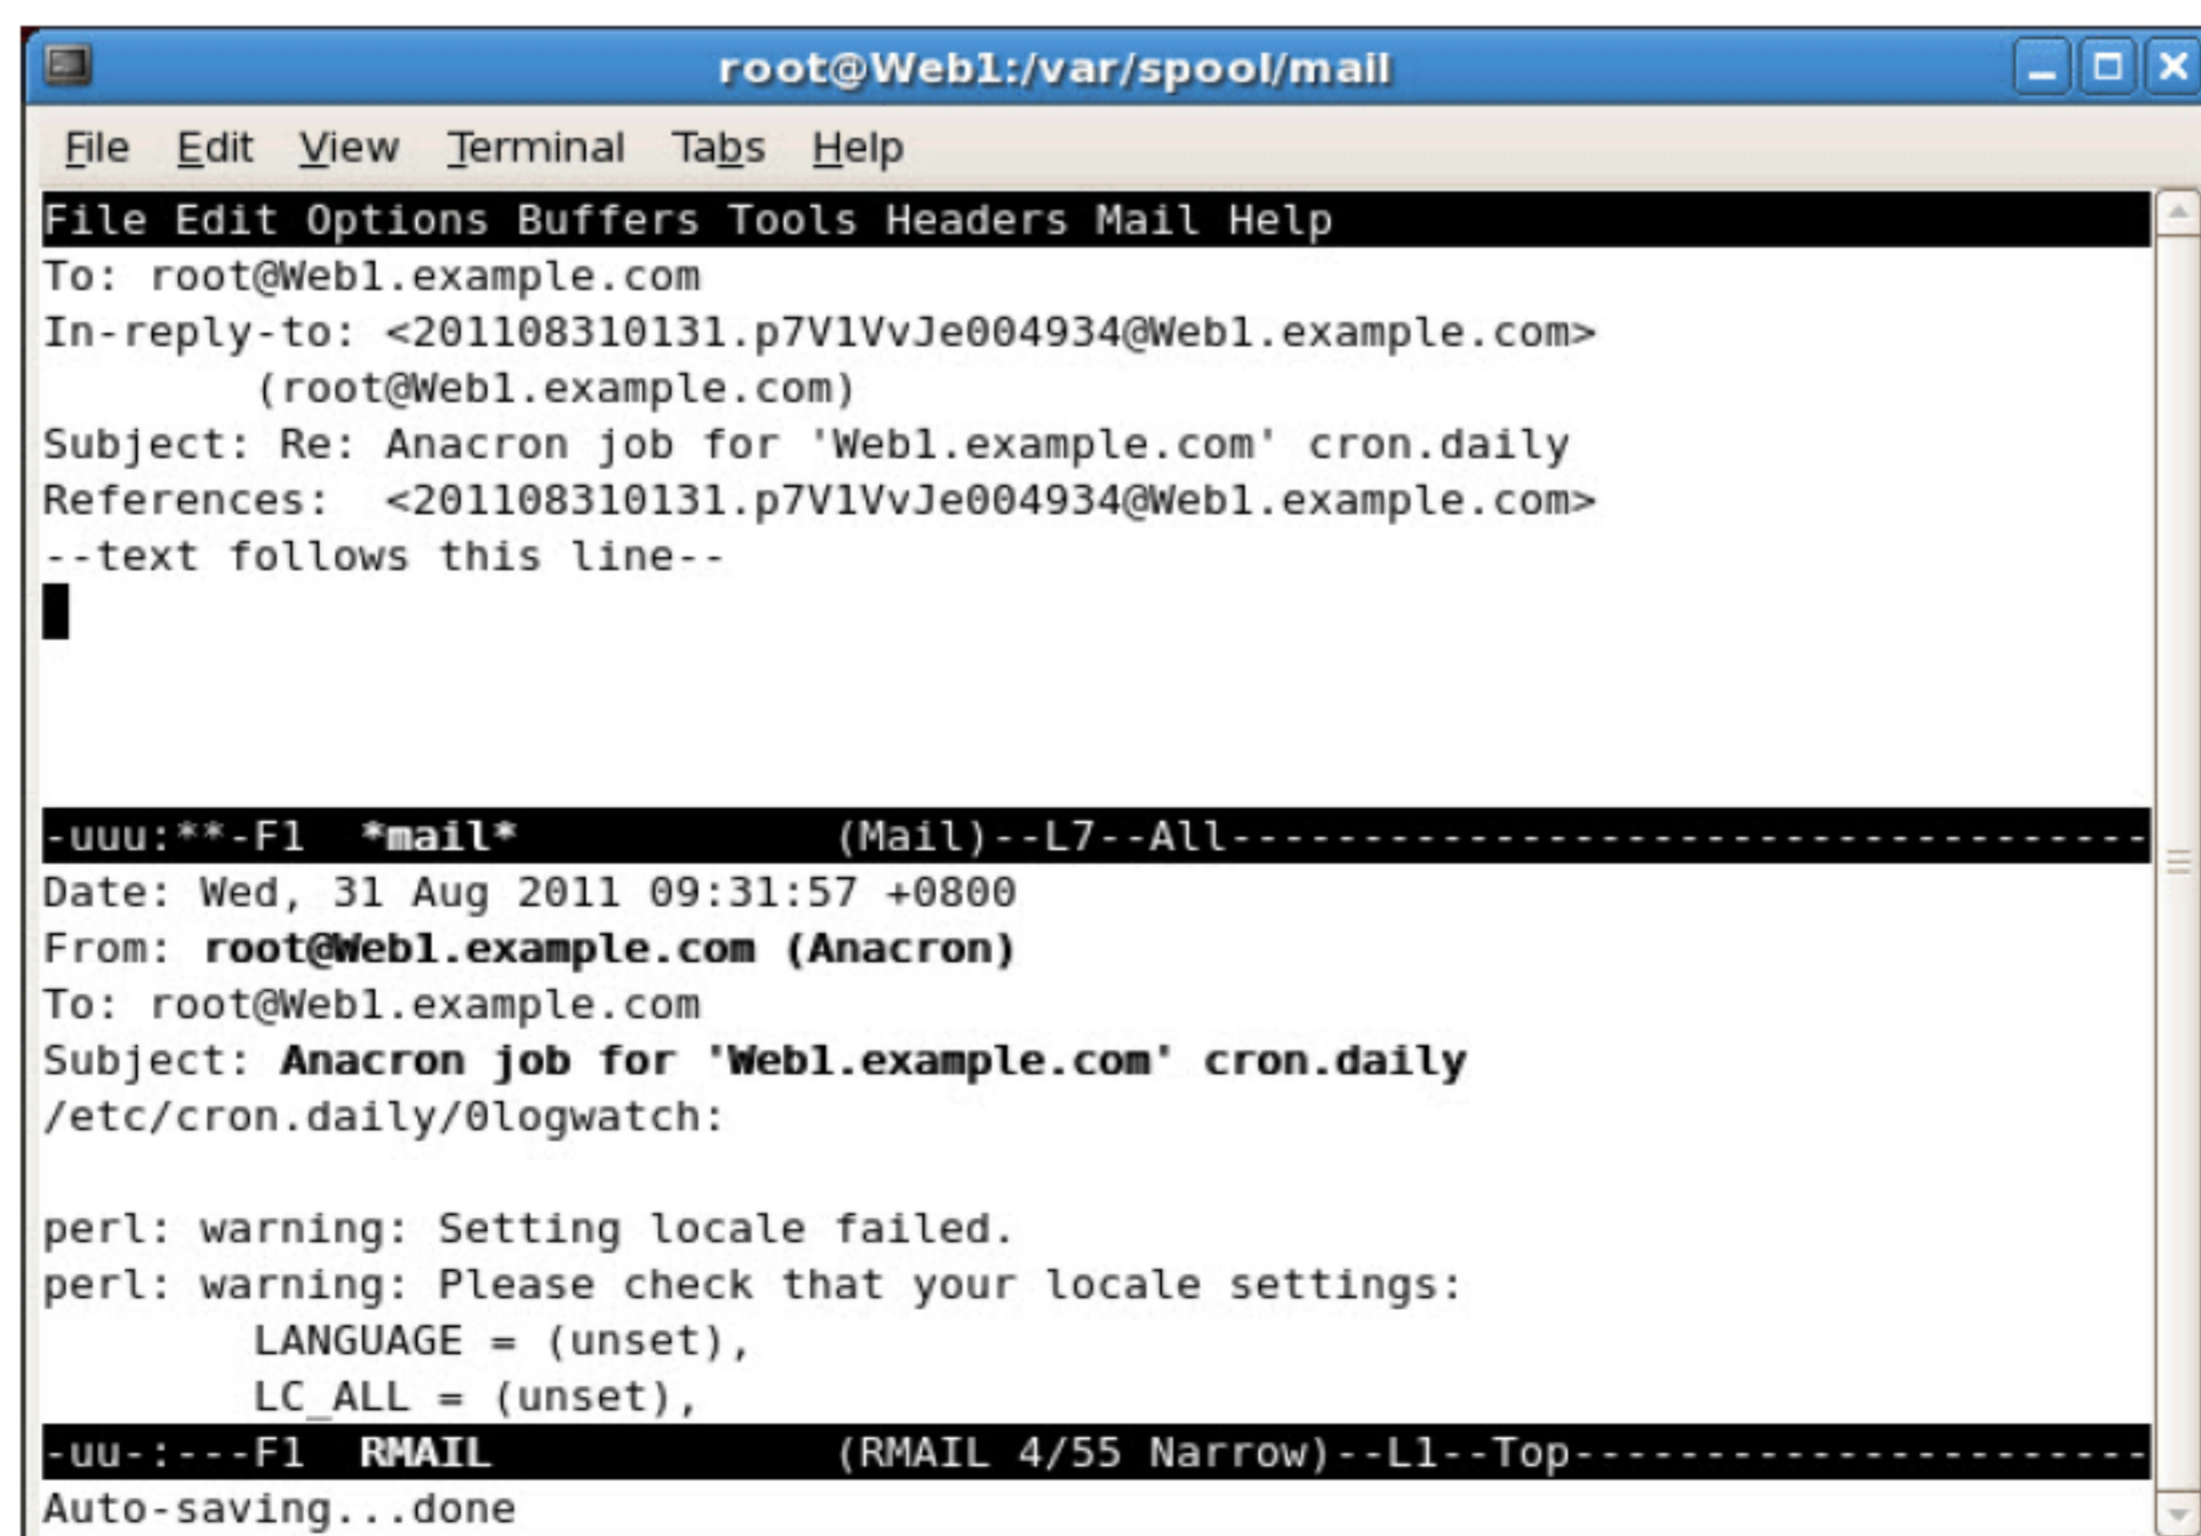 root@Web1:/var/spool/mail
File Edit View Terminal Tabs Help
File Edit Options Buffers Tools Headers Mail Help
To: root@Web1.example.com
In-reply-to: <201108310131.p7V1VvJe004934@Web1.example.com>
        (root@Web1.example.com)
Subject: Re: Anacron job for 'Web1.example.com' cron.daily
References:  <201108310131.p7V1VvJe004934@Web1.example.com>
--text follows this line--
-uuu:**-F1  *mail*            (Mail)--L7--All-----------------------------------
Date: Wed, 31 Aug 2011 09:31:57 +0800
From: root@Web1.example.com (Anacron)
To: root@Web1.example.com
Subject: Anacron job for 'Web1.example.com' cron.daily
/etc/cron.daily/0logwatch:
perl: warning: Setting locale failed.
perl: warning: Please check that your locale settings:
        LANGUAGE = (unset),
        LC_ALL = (unset),
-uu-:---F1  RMAIL             (RMAIL 4/55 Narrow)--L1--Top----------------------
Auto-saving...done